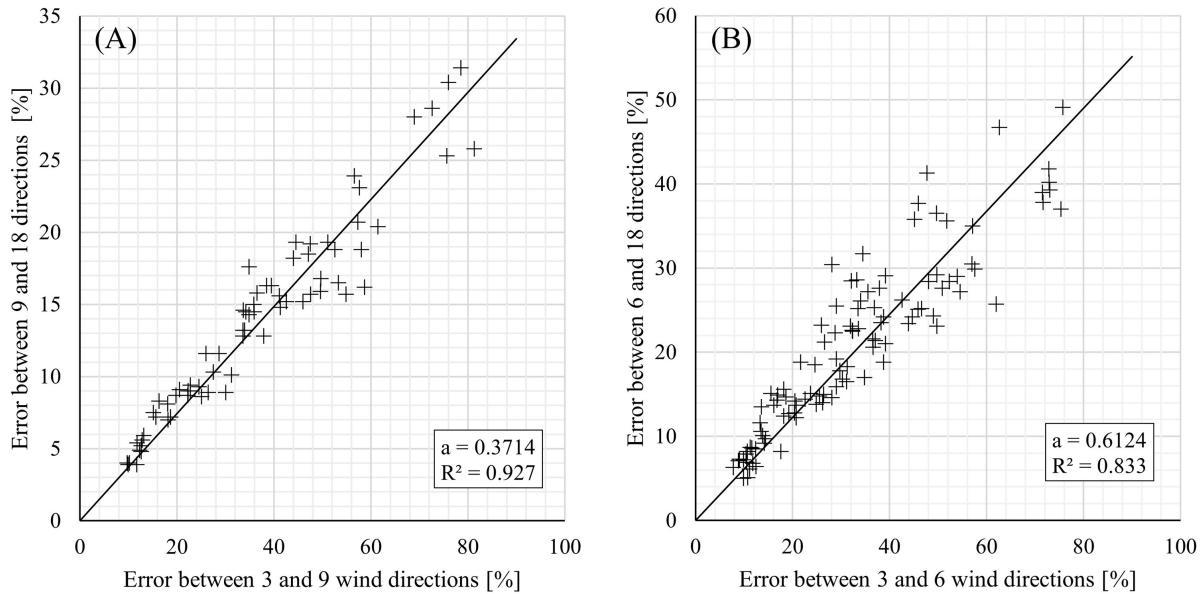 (A)
35
30
25
20
15
10
5
0
0 20 40 60 80 100
Error between 9 and 18 directions [%]
Error between 3 and 9 wind directions [%]
a = 0.3714
R² = 0.927
(B)
60
50
40
30
20
10
0
0 20 40 60 80 100
Error between 6 and 18 directions [%]
Error between 3 and 6 wind directions [%]
a = 0.6124
R² = 0.833